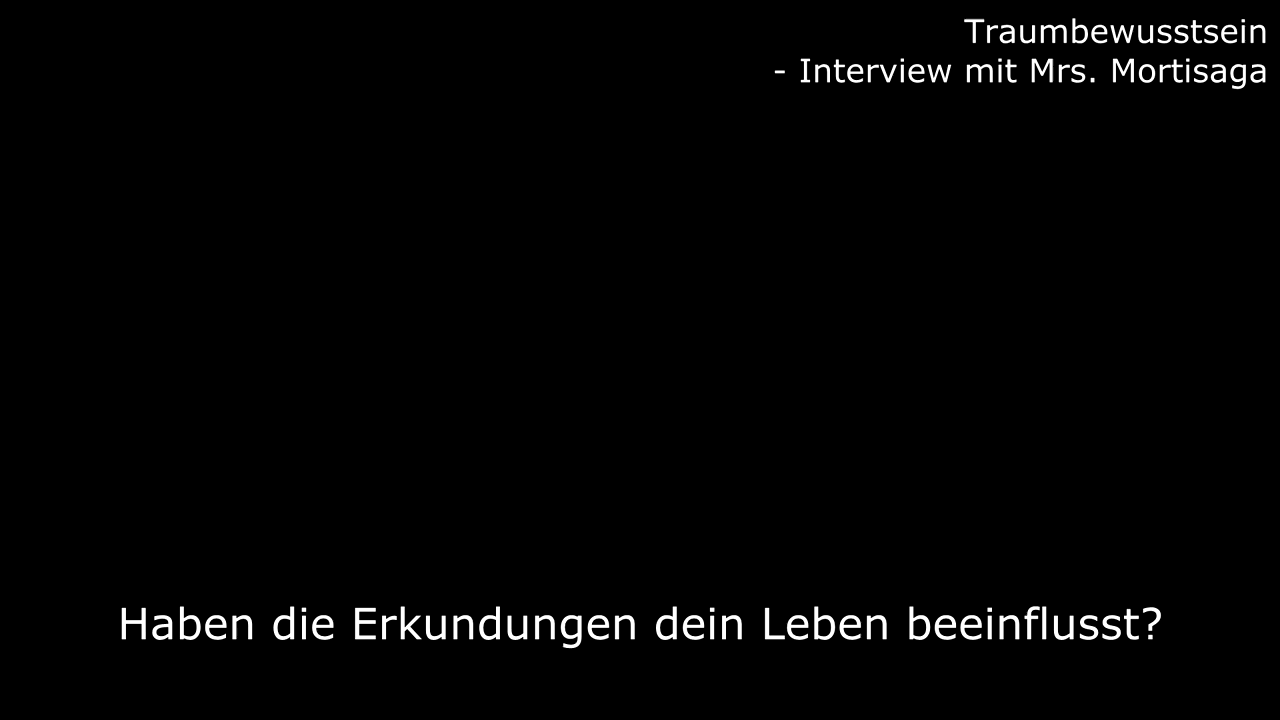 Traumbewusstsein
- Interview mit Mrs. Mortisaga
Haben die Erkundungen dein Leben beeinflusst?